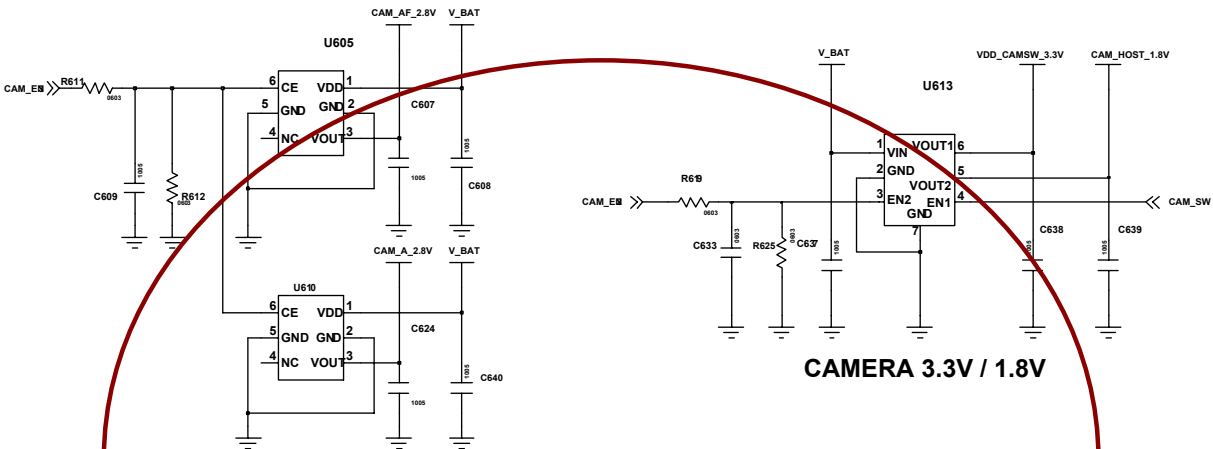 CAM_AF_2.8V V_BAT
U605
R611
CAM_EN
0603
6 CE VDD 1
5 GND GND 2
4 NC VOUT 3
C607
1005
C609
R612
0603
1005
1005
C608
CAM_A_2.8V V_BAT
U610
6 CE VDD 1
5 GND GND 2
4 NC VOUT 3
C624
1005
1005
C640
V_BAT VDD_CAMSW_3.3V CAM_HOST_1.8V
U613
1 VIN VOUT1 6
2 GND VOUT2 5
3 EN2 EN1 4
GND
7
R619
CAM_EN
0603
CAM_SW
C633
0603
R625
0603
C637
1005
C638
1005
C639
1005
CAMERA 3.3V / 1.8V